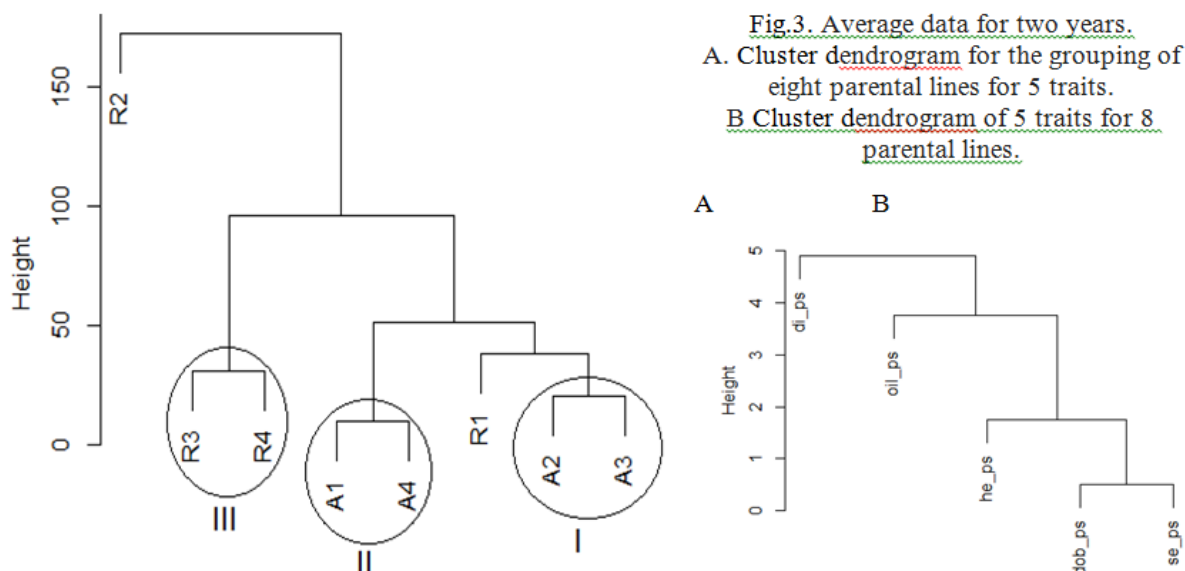 Fig.3. Average data for two years.
A. Cluster dendrogram for the grouping of
eight parental lines for 5 traits.
B Cluster dendrogram of 5 traits for 8
parental lines.
A
B
Height
150
100
50
0
R2
R3
R4
A1
A4
R1
A2
A3
III
II
I
Height
5
4
3
2
1
0
di_ps
oil_ps
he_ps
dob_ps
se_ps